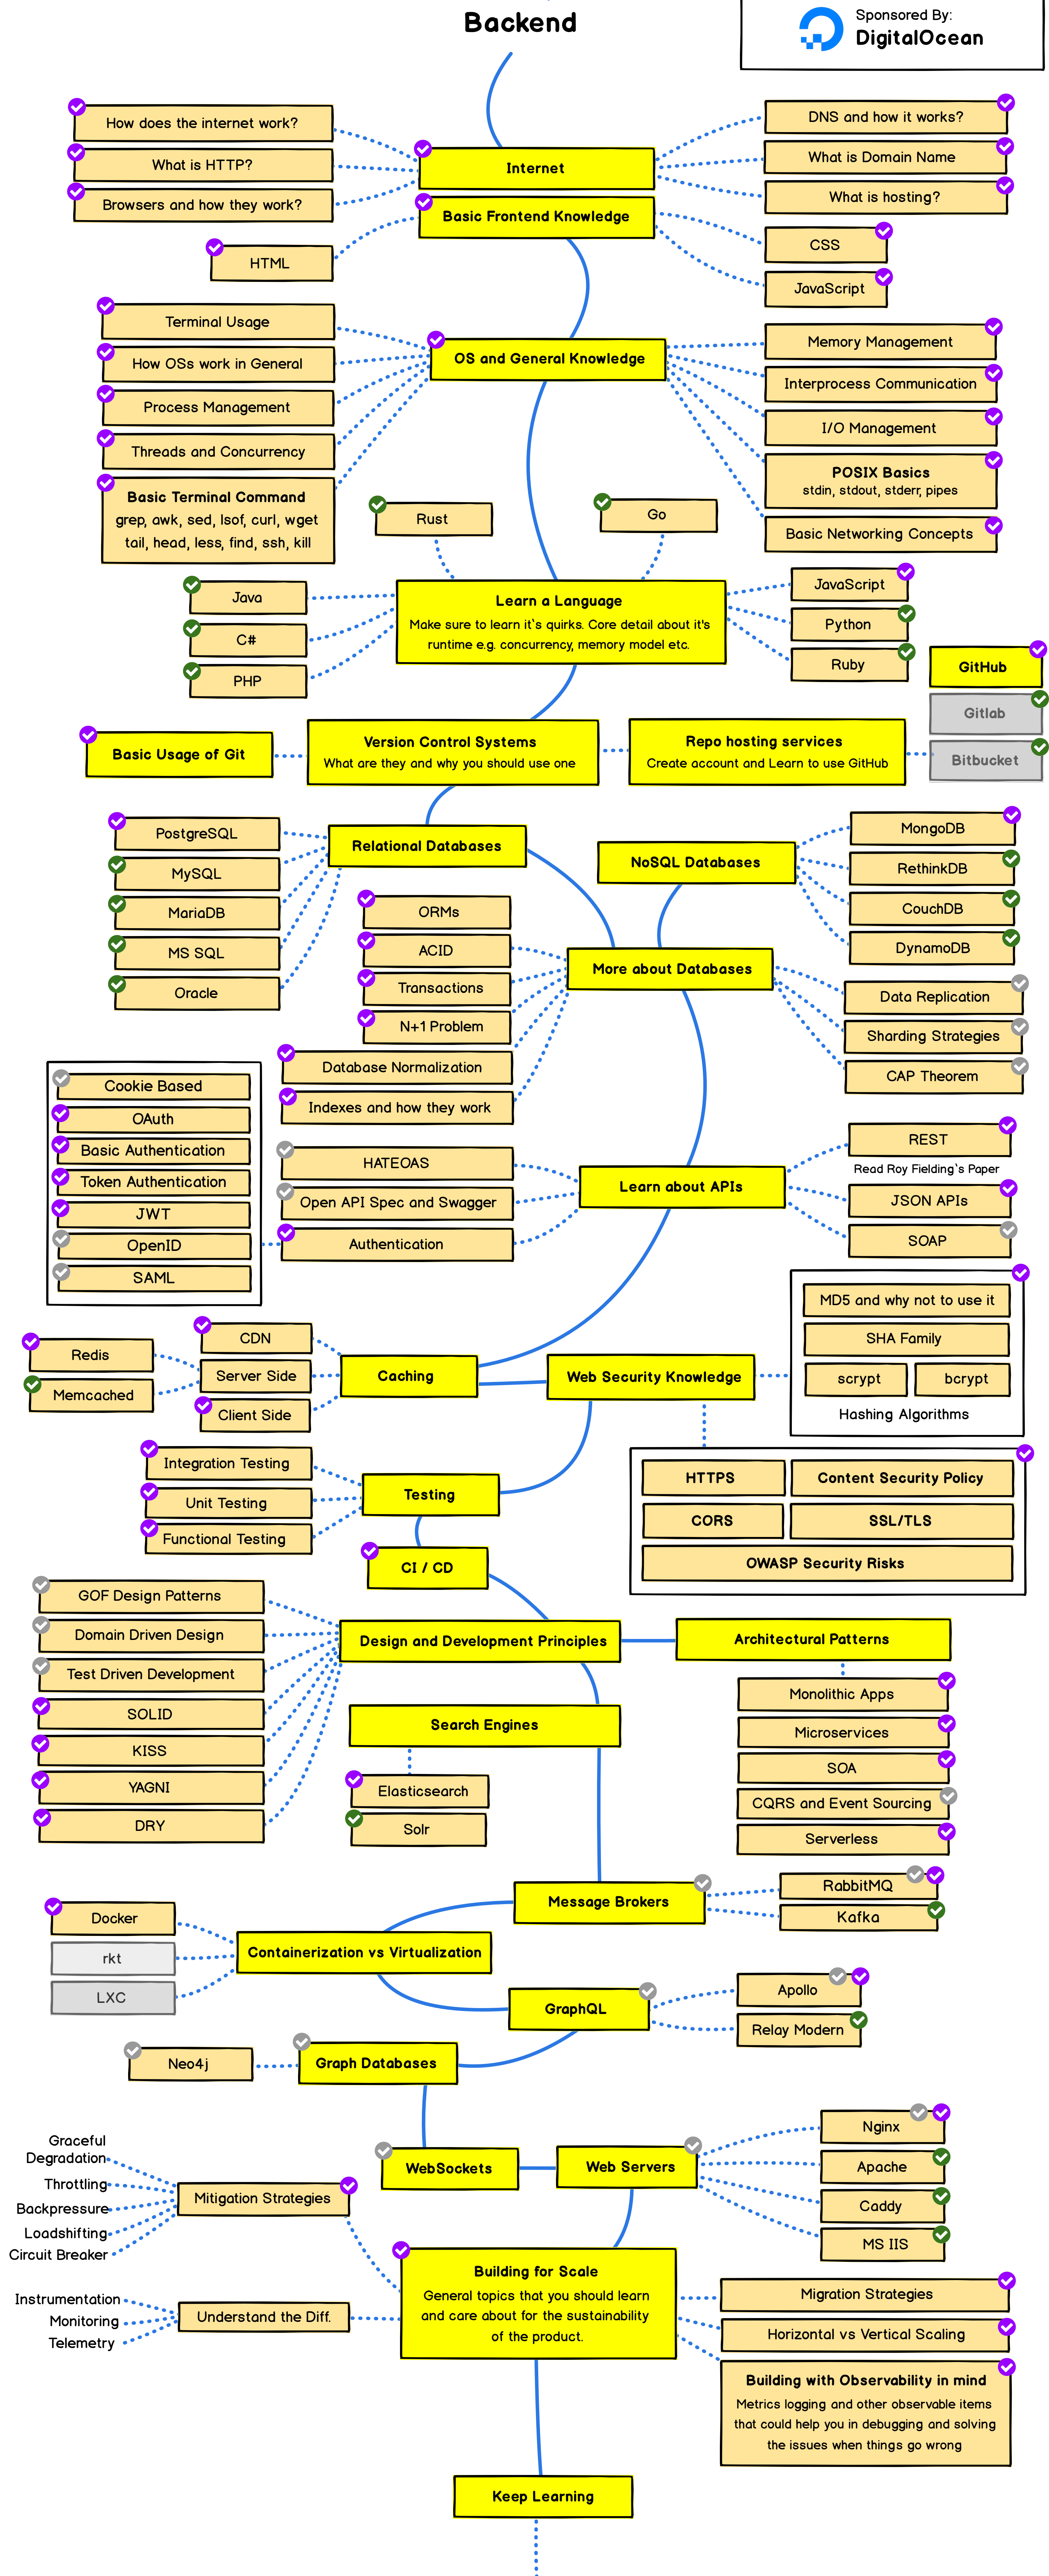 Backend
Sponsored By:
DigitalOcean
How does the internet work?
What is HTTP?
Browsers and how they work?
Internet
DNS and how it works?
What is Domain Name
What is hosting?
Basic Frontend Knowledge
HTML
CSS
JavaScript
Terminal Usage
How OSs work in General
Process Management
Threads and Concurrency
Basic Terminal Command
grep, awk, sed, lsof, curl, wget
tail, head, less, find, ssh, kill
OS and General Knowledge
Memory Management
Interprocess Communication
I/O Management
POSIX Basics
stdin, stdout, stderr, pipes
Basic Networking Concepts
Rust
Go
Java
C#
PHP
Learn a Language
Make sure to learn it`s quirks. Core detail about it's
runtime e.g. concurrency, memory model etc.
JavaScript
Python
Ruby
GitHub
Gitlab
Bitbucket
Basic Usage of Git
Version Control Systems
What are they and why you should use one
Repo hosting services
Create account and Learn to use GitHub
PostgreSQL
MySQL
MariaDB
MS SQL
Oracle
Relational Databases
NoSQL Databases
MongoDB
RethinkDB
CouchDB
DynamoDB
ORMs
ACID
Transactions
N+1 Problem
Database Normalization
Indexes and how they work
More about Databases
Data Replication
Sharding Strategies
CAP Theorem
Cookie Based
OAuth
Basic Authentication
Token Authentication
JWT
OpenID
SAML
HATEOAS
Open API Spec and Swagger
Authentication
Learn about APIs
REST
Read Roy Fielding`s Paper
JSON APIs
SOAP
Redis
Memcached
CDN
Server Side
Client Side
Caching
Web Security Knowledge
MD5 and why not to use it
SHA Family
scrypt
bcrypt
Hashing Algorithms
HTTPS
Content Security Policy
CORS
SSL/TLS
OWASP Security Risks
Integration Testing
Unit Testing
Functional Testing
Testing
CI / CD
GOF Design Patterns
Domain Driven Design
Test Driven Development
SOLID
KISS
YAGNI
DRY
Design and Development Principles
Architectural Patterns
Monolithic Apps
Microservices
SOA
CQRS and Event Sourcing
Serverless
Search Engines
Elasticsearch
Solr
Message Brokers
RabbitMQ
Kafka
Docker
rkt
LXC
Containerization vs Virtualization
GraphQL
Apollo
Relay Modern
Neo4j
Graph Databases
WebSockets
Web Servers
Nginx
Apache
Caddy
MS IIS
Graceful
Degradation
Throttling
Backpressure
Loadshifting
Circuit Breaker
Mitigation Strategies
Instrumentation
Monitoring
Telemetry
Understand the Diff.
Building for Scale
General topics that you should learn
and care about for the sustainability
of the product.
Migration Strategies
Horizontal vs Vertical Scaling
Building with Observability in mind
Metrics logging and other observable items
that could help you in debugging and solving
the issues when things go wrong
Keep Learning